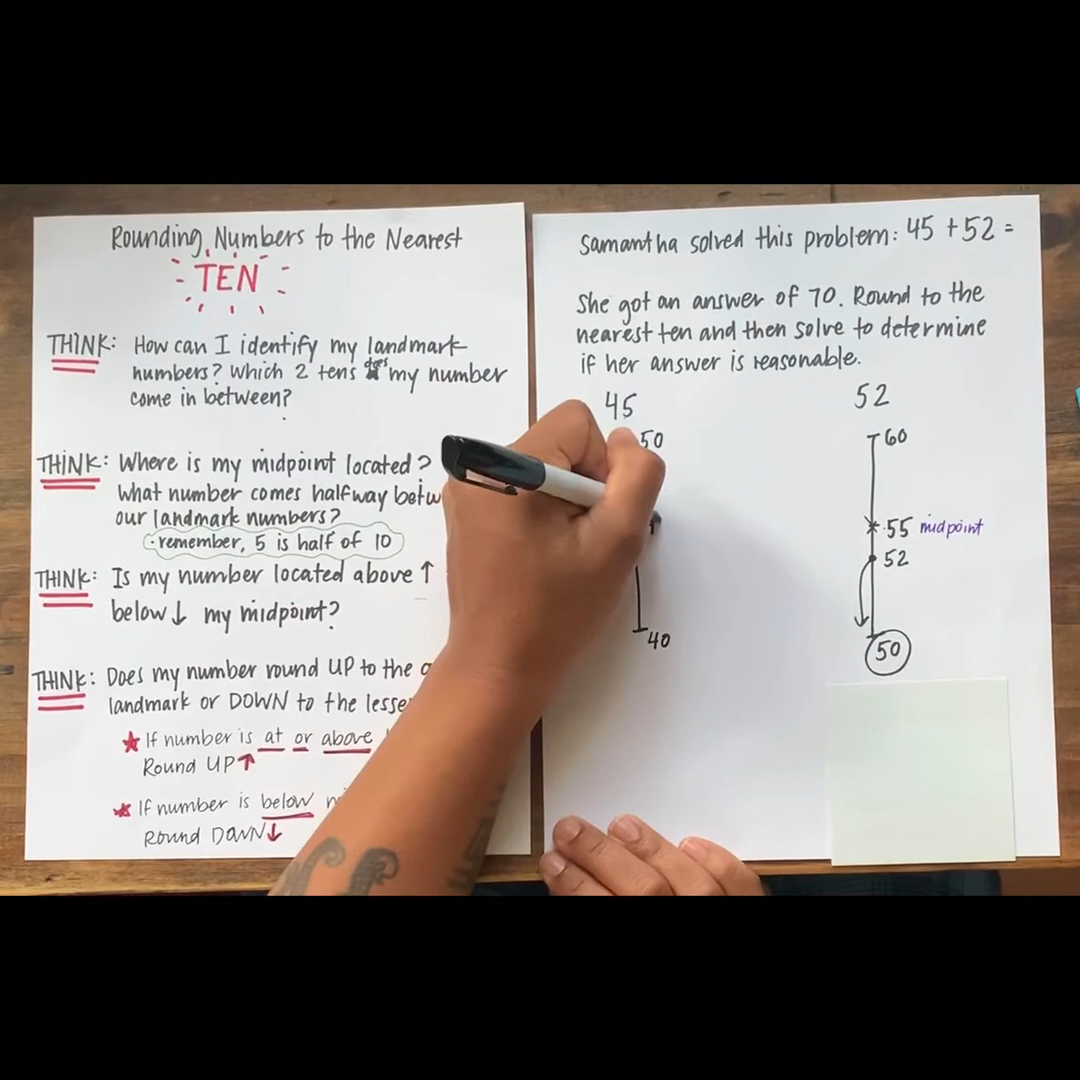 Rounding Numbers to the Nearest
TEN
THINK: How can I identify my landmark
numbers? Which 2 tens does my number
come in between?
THINK: Where is my midpoint located?
What number comes halfway
our landmark numbers?
· remember, 5 is half of 10
THINK: Is my number located above ↑
below ↓ my midpoint?
THINK: Does my number round UP to the
landmark or DOWN to the
★ If number is at or above
Round UP ↑
★ If number is below
Round DOWN ↓
Samantha solved this problem: 45 + 52 =
She got an answer of 70. Round to the
nearest ten and then solve to determine
if her answer is reasonable.
45
50
40
52
60
55 midpoint
52
50